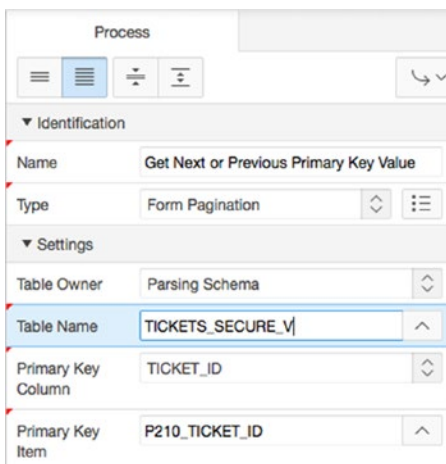 Process
Identification
Name Get Next or Previous Primary Key Value
Type Form Pagination
Settings
Table Owner Parsing Schema
Table Name TICKETS_SECURE_V
Primary Key TICKET_ID
Column
Primary Key P210_TICKET_ID
Item